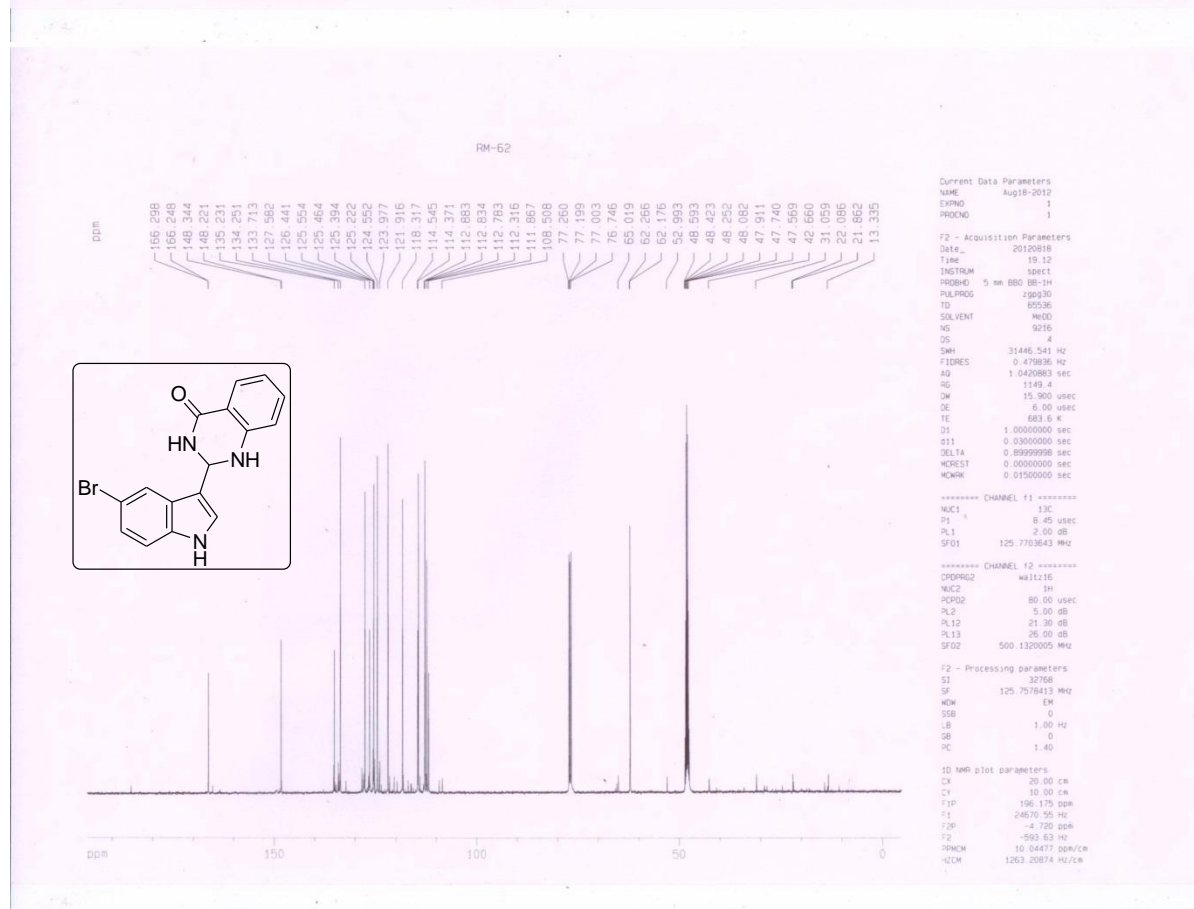 RM-62
ppm
166.298
166.248
148.344
148.221
135.231
134.251
133.713
127.582
126.441
125.554
125.464
125.394
125.222
124.552
123.977
121.916
118.317
114.545
114.371
112.883
112.834
112.783
112.316
111.867
108.508
77.260
77.199
77.003
76.746
65.019
62.266
62.176
52.993
48.593
48.423
48.252
48.082
47.911
47.740
47.569
42.660
31.059
22.086
21.862
13.335
O
HN
NH
Br
N
H
ppm 150 100 50 0
Current Data Parameters
NAME Aug18-2012
EXPNO 1
PROCNO 1
F2 - Acquisition Parameters
Date_ 20120818
Time 19.12
INSTRUM spect
PROBHD 5 mm BBO BB-1H
PULPROG zgpg30
TD 65536
SOLVENT MeOD
NS 9216
DS 4
SWH 31446.541 Hz
FIDRES 0.479836 Hz
AQ 1.0420883 sec
RG 1149.4
DW 15.900 usec
DE 6.00 usec
TE 683.6 K
D1 1.00000000 sec
d11 0.03000000 sec
DELTA 0.89999998 sec
MCREST 0.00000000 sec
MCWRK 0.01500000 sec
======== CHANNEL f1 ========
NUC1 13C
P1 8.45 usec
PL1 2.00 dB
SFO1 125.7703643 MHz
======== CHANNEL f2 ========
CPDPRG2 waltz16
NUC2 1H
PCPD2 80.00 usec
PL2 5.00 dB
PL12 21.30 dB
PL13 26.00 dB
SFO2 500.1320005 MHz
F2 - Processing parameters
SI 32768
SF 125.7576413 MHz
WDW EM
SSB 0
LB 1.00 Hz
GB 0
PC 1.40
1D NMR plot parameters
CX 20.00 cm
CY 10.00 cm
F1P 196.175 ppm
F1 24670.55 Hz
F2P -4.720 ppm
F2 -593.63 Hz
PPMCM 10.04477 ppm/cm
HZCM 1263.20874 Hz/cm